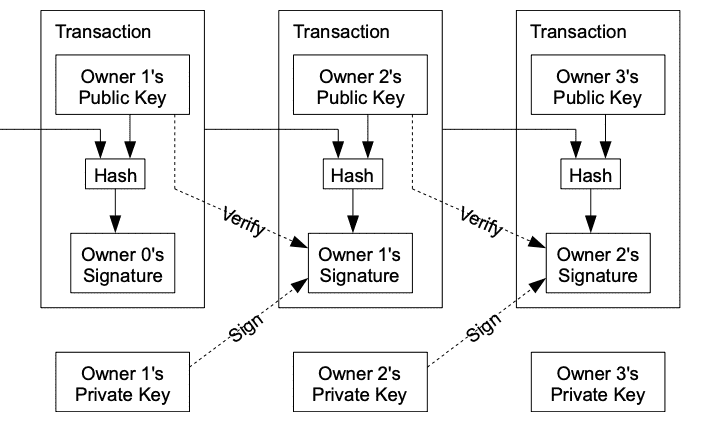 Transaction
Owner 1's
Public Key
Hash
Owner 0's
Signature
Transaction
Owner 2's
Public Key
Hash
Verify
Owner 1's
Signature
Transaction
Owner 3's
Public Key
Hash
Verify
Owner 2's
Signature
Sign
Sign
Owner 1's
Private Key
Owner 2's
Private Key
Owner 3's
Private Key